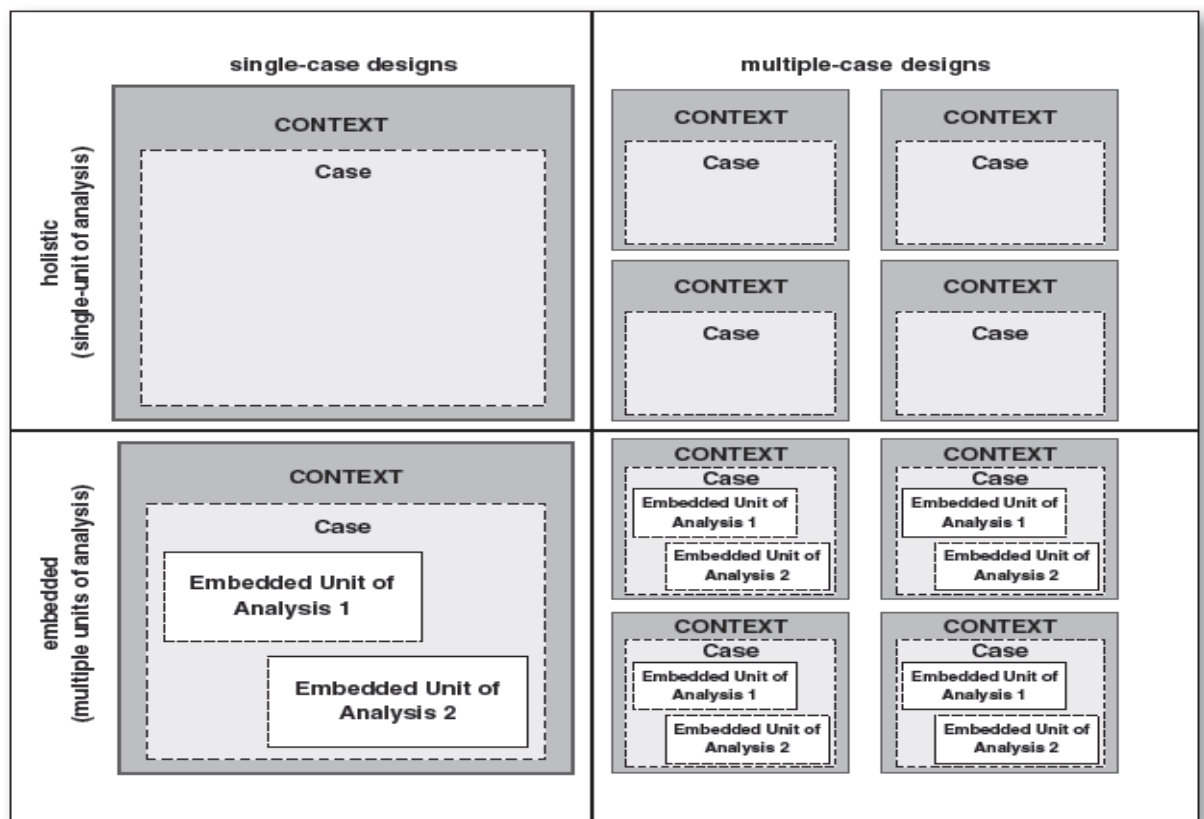 single-case designs
multiple-case designs
holistic
(single-unit of analysis)
CONTEXT
Case
CONTEXT
Case
CONTEXT
Case
CONTEXT
Case
CONTEXT
Case
embedded
(multiple units of analysis)
CONTEXT
Case
Embedded Unit of
Analysis 1
Embedded Unit of
Analysis 2
CONTEXT
Case
Embedded Unit of
Analysis 1
Embedded Unit of
Analysis 2
CONTEXT
Case
Embedded Unit of
Analysis 1
Embedded Unit of
Analysis 2
CONTEXT
Case
Embedded Unit of
Analysis 1
Embedded Unit of
Analysis 2
CONTEXT
Case
Embedded Unit of
Analysis 1
Embedded Unit of
Analysis 2